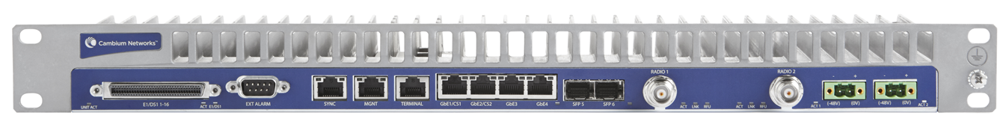 Cambium Networks™
RADIO 1
RADIO 2
- +
- +
UNIT ACT
E1/DS1 1-16
ACT E1/DS1
EXT ALARM
SYNC
MGNT
TERMINAL
GbE1/CS1
GbE2/CS2
GbE3
GbE4
SFP 5
SFP 6
ACT LNK RFU
ACT LNK RFU
ACT 1
(-48V) (0V)
(-48V) (0V)
ACT 2